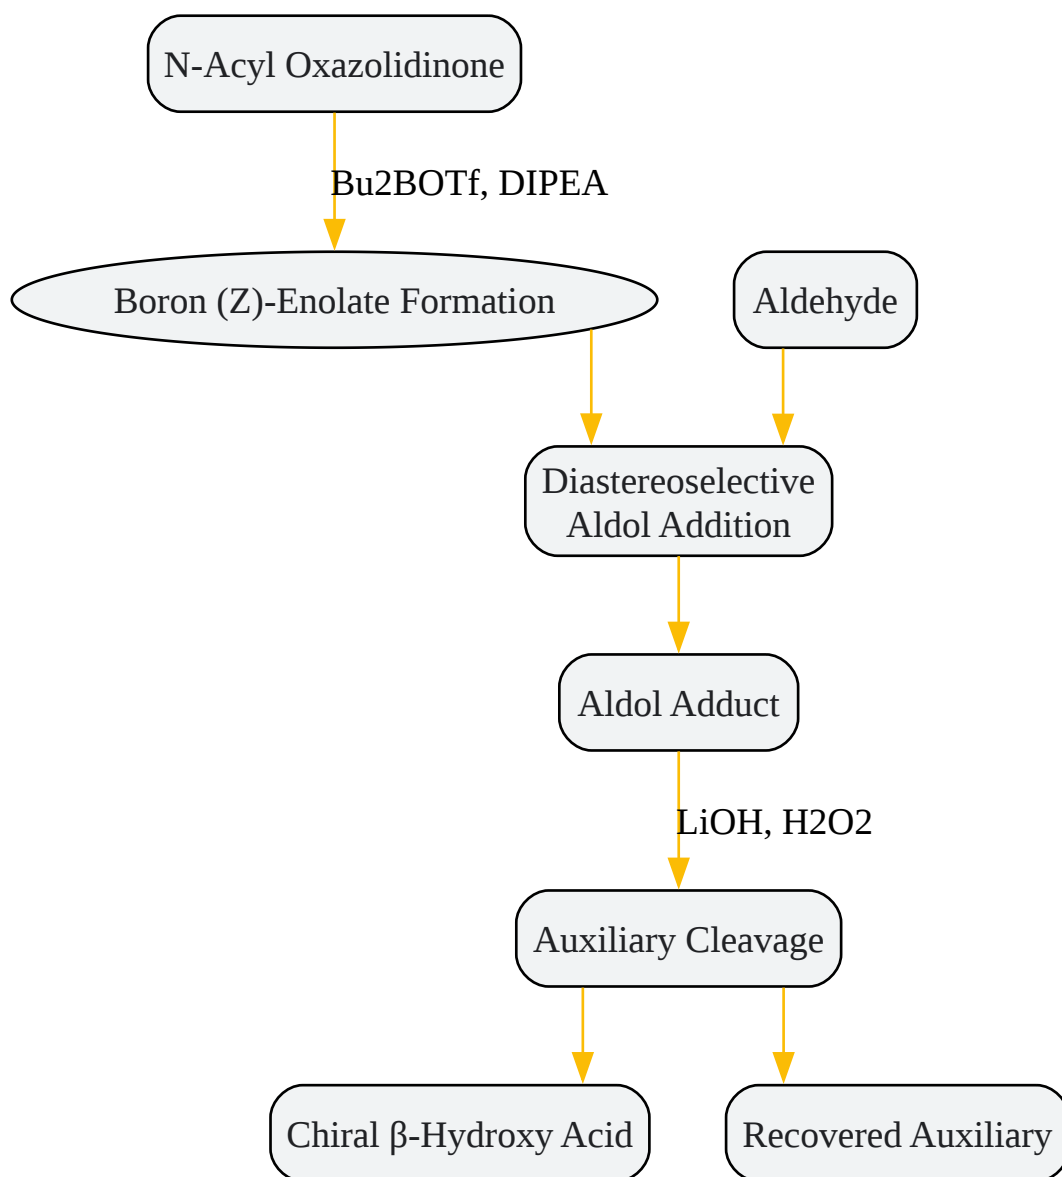 N-Acyl Oxazolidinone
Bu2BOTf, DIPEA
Boron (Z)-Enolate Formation
Aldehyde
Diastereoselective
Aldol Addition
Aldol Adduct
LiOH, H2O2
Auxiliary Cleavage
Chiral β-Hydroxy Acid
Recovered Auxiliary